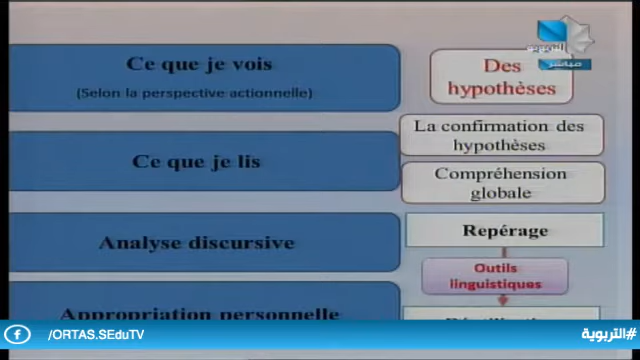 التربوية
مباشر
Ce que je vois
(Selon la perspective actionnelle)
Des
hypothèses
Ce que je lis
La confirmation des
hypothèses
Compréhension
globale
Analyse discursive
Repérage
Outils
linguistiques
Appropriation personnelle
/ORTAS.SEduTV
#التربوية